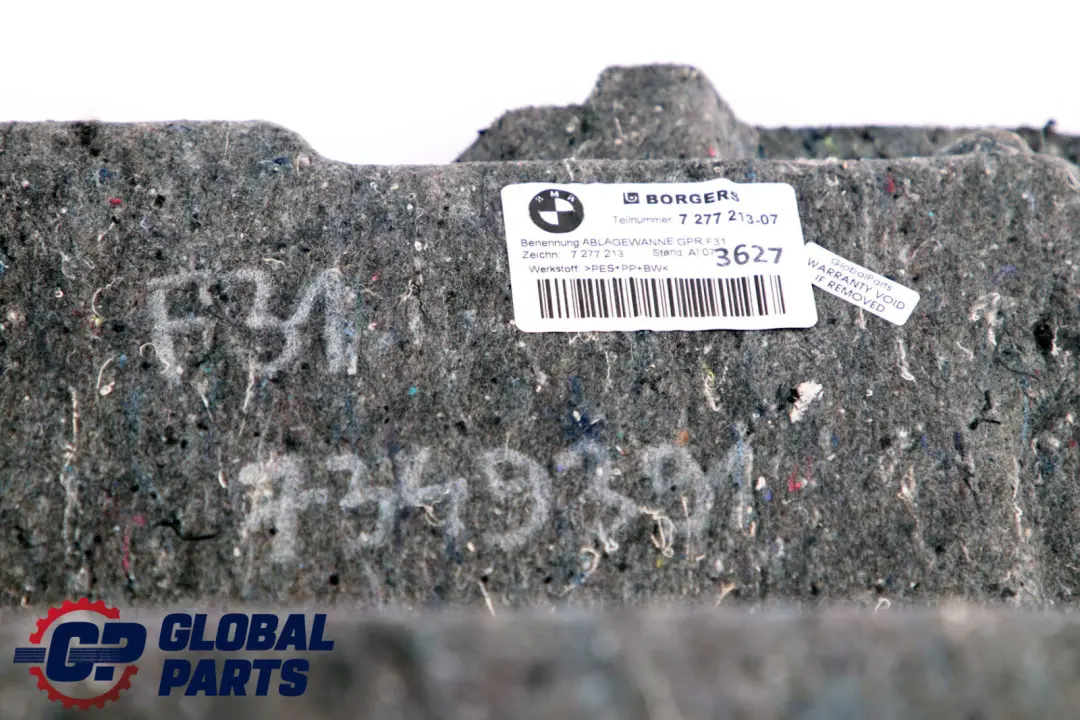 BMW
BORGERS
Teilnummer 7 277 213-07
Benennung: ABLAGEWANNE GPR F31
Zeichn: 7 277 213 Stand: AI 07
3627
Werkstoff: >PES+PP+BW<
GlobalParts
WARRANTY VOID
IF REMOVED
F31
7349391
GP GLOBAL
PARTS